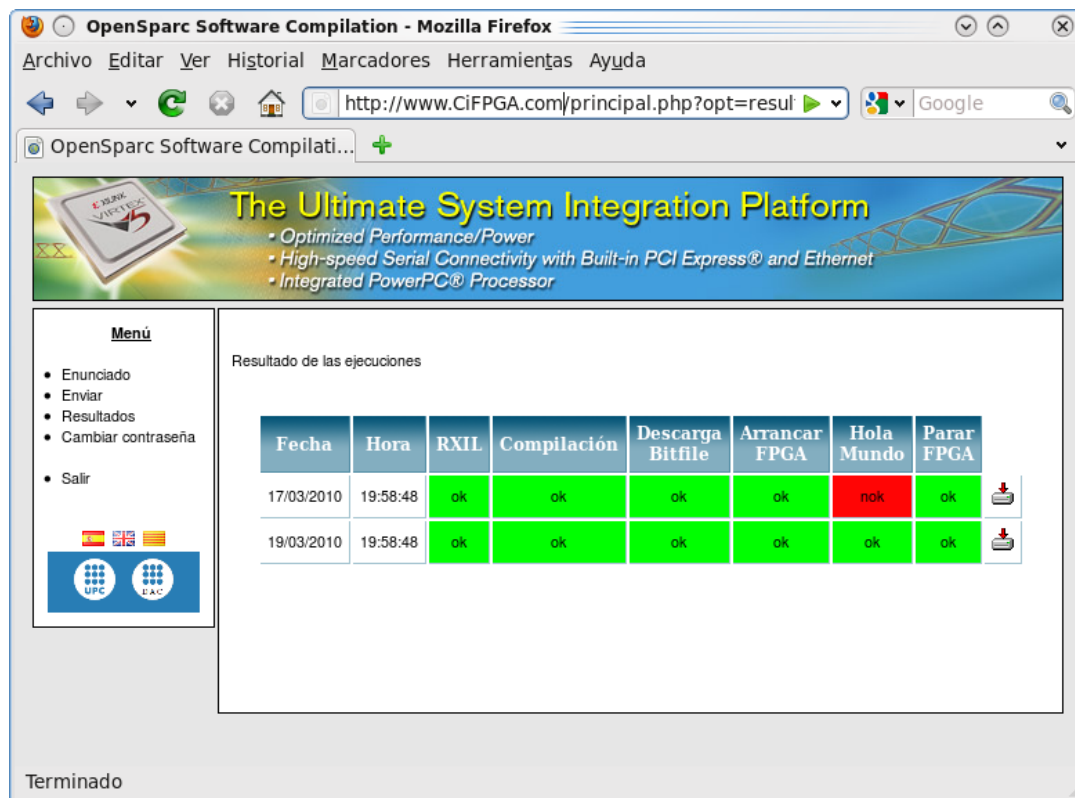 OpenSparc Software Compilation - Mozilla Firefox
Archivo Editar Ver Historial Marcadores Herramientas Ayuda
http://www.CiFPGA.com/principal.php?opt=resul
Google
OpenSparc Software Compilati...
XILINX
VIRTEX 5
The Ultimate System Integration Platform
• Optimized Performance/Power
• High-speed Serial Connectivity with Built-in PCI Express® and Ethernet
• Integrated PowerPC® Processor
Menú
• Enunciado
• Enviar
• Resultados
• Cambiar contraseña
• Salir
UPC
DAC
Resultado de las ejecuciones
Fecha Hora RXIL Compilación Descarga Bitfile Arrancar FPGA Hola Mundo Parar FPGA
17/03/2010 19:58:48 ok ok ok ok nok ok
19/03/2010 19:58:48 ok ok ok ok ok ok
Terminado